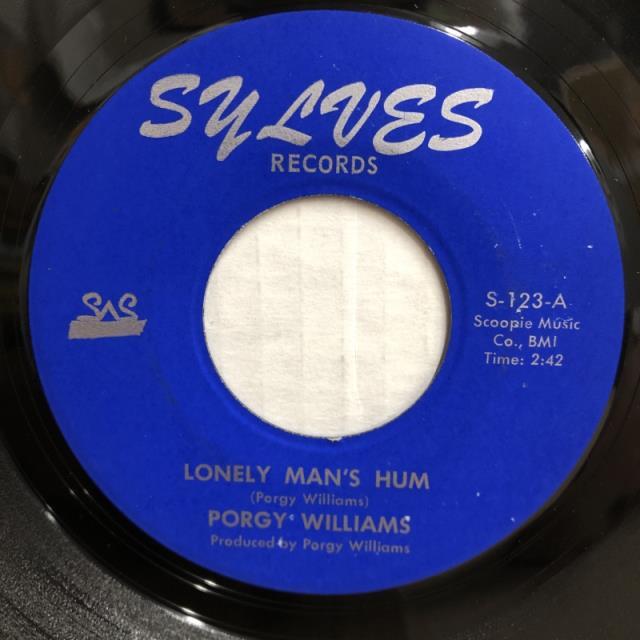 SYLVES
RECORDS
SAS
S-123-A
Scoopie Music
Co., BMI
Time: 2:42
LONELY MAN'S HUM
(Porgy Williams)
PORGY WILLIAMS
Produced by Porgy Williams